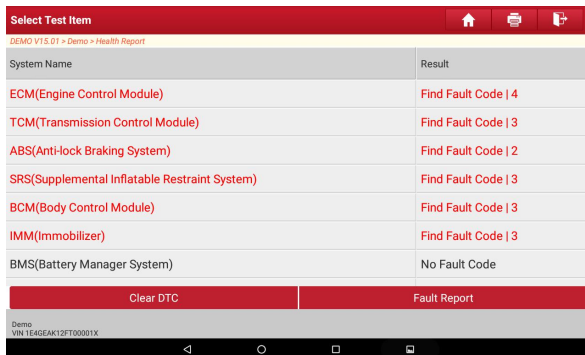 Select Test Item
DEMO V15.01 > Demo > Health Report
System Name Result
ECM(Engine Control Module) Find Fault Code | 4
TCM(Transmission Control Module) Find Fault Code | 3
ABS(Anti-lock Braking System) Find Fault Code | 2
SRS(Supplemental Inflatable Restraint System) Find Fault Code | 3
BCM(Body Control Module) Find Fault Code | 3
IMM(Immobilizer) Find Fault Code | 3
BMS(Battery Manager System) No Fault Code
Clear DTC Fault Report
Demo
VIN 1E4GEAK12FT00001X